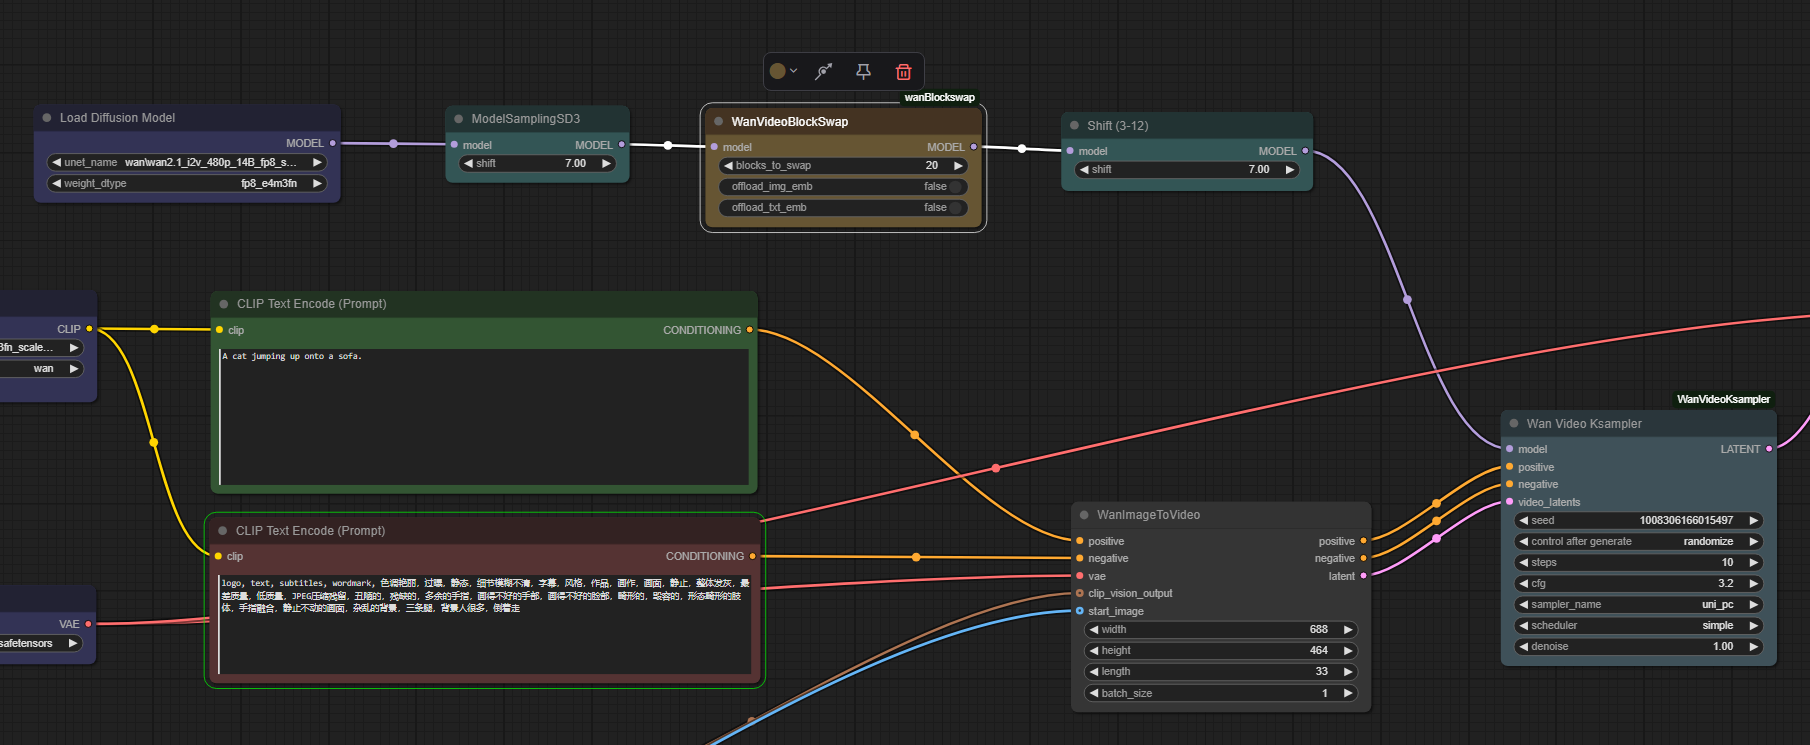 wanBlockswap
Load Diffusion Model
MODEL
unet_name wan\wan2.1_i2v_480p_14B_fp8_s...
weight_dtype fp8_e4m3fn
ModelSamplingSD3
model MODEL
shift 7.00
WanVideoBlockSwap
model MODEL
blocks_to_swap 20
offload_img_emb false
offload_txt_emb false
Shift (3-12)
model MODEL
shift 7.00
CLIP
3fn_scale...
wan
CLIP Text Encode (Prompt)
clip CONDITIONING
A cat jumping up onto a sofa.
CLIP Text Encode (Prompt)
clip CONDITIONING
logo, text, subtitles, wordmark, 色调艳丽, 过曝, 静态, 细节模糊不清, 字幕, 风格, 作品, 画作, 画面, 静止, 整体发灰, 最
差质量, 低质量, JPEG压缩残留, 丑陋的, 残缺的, 多余的手指, 画得不好的手部, 画得不好的脸部, 畸形的, 毁容的, 形态畸形的肢
体, 手指融合, 静止不动的画面, 杂乱的背景, 三条腿, 背景人很多, 倒着走
VAE
safetensors
WanImageToVideo
positive positive
negative negative
vae latent
clip_vision_output
start_image
width 688
height 464
length 33
batch_size 1
WanVideoKsampler
Wan Video Ksampler
model LATENT
positive
negative
video_latents
seed 1008306166015497
control after generate randomize
steps 10
cfg 3.2
sampler_name uni_pc
scheduler simple
denoise 1.00